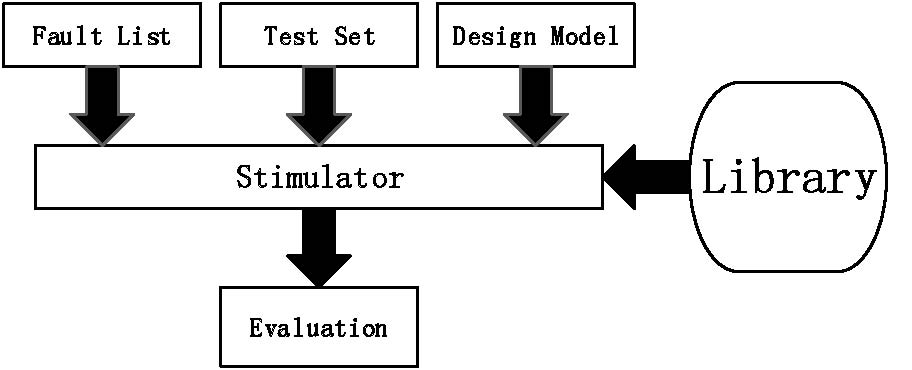 Fault List
Test Set
Design Model
Stimulator
Library
Evaluation